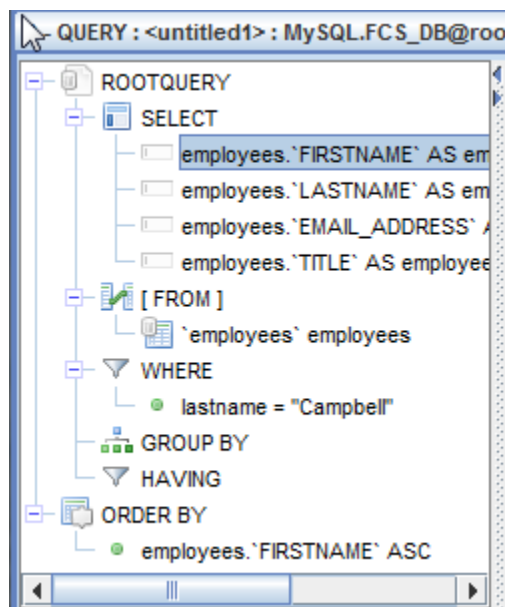 QUERY : <untitled1> : MySQL.FCS_DB@roo
ROOTQUERY
SELECT
employees.`FIRSTNAME` AS em
employees.`LASTNAME` AS em
employees.`EMAIL_ADDRESS` A
employees.`TITLE` AS employee
[ FROM ]
`employees` employees
WHERE
lastname = "Campbell"
GROUP BY
HAVING
ORDER BY
employees.`FIRSTNAME` ASC